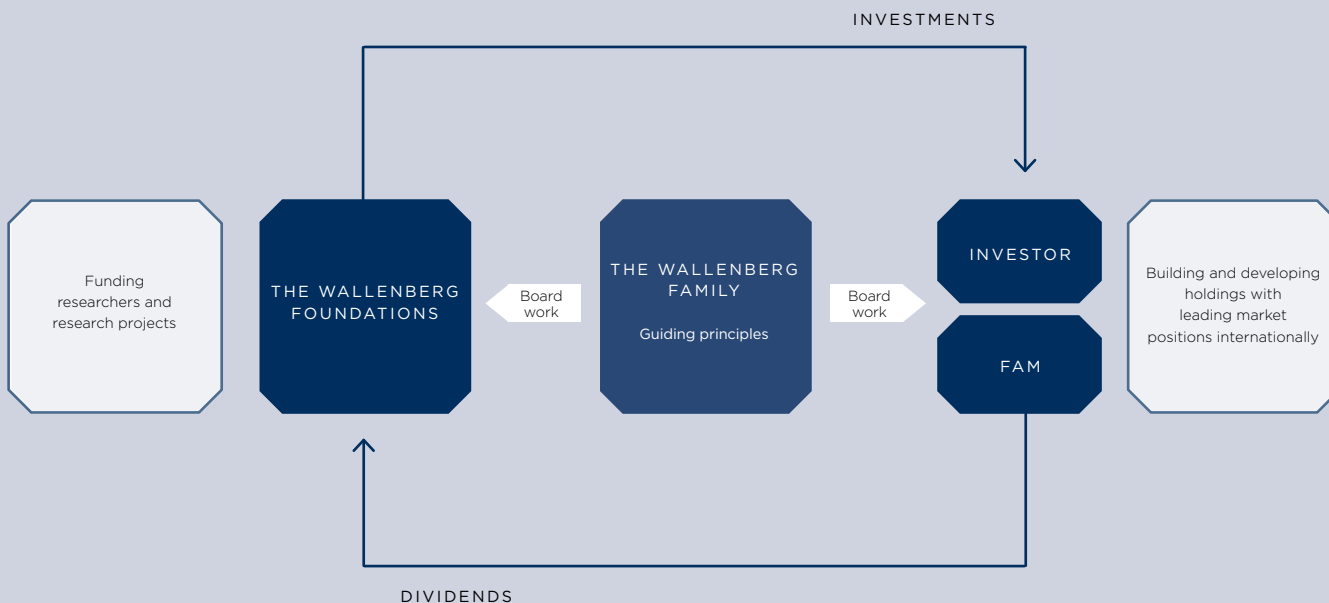 INVESTMENTS
Funding
researchers and
research projects
THE WALLENBERG
FOUNDATIONS
Board
work
THE WALLENBERG
FAMILY
Guiding principles
Board
work
INVESTOR
FAM
Building and developing
holdings with
leading market
positions internationally
DIVIDENDS